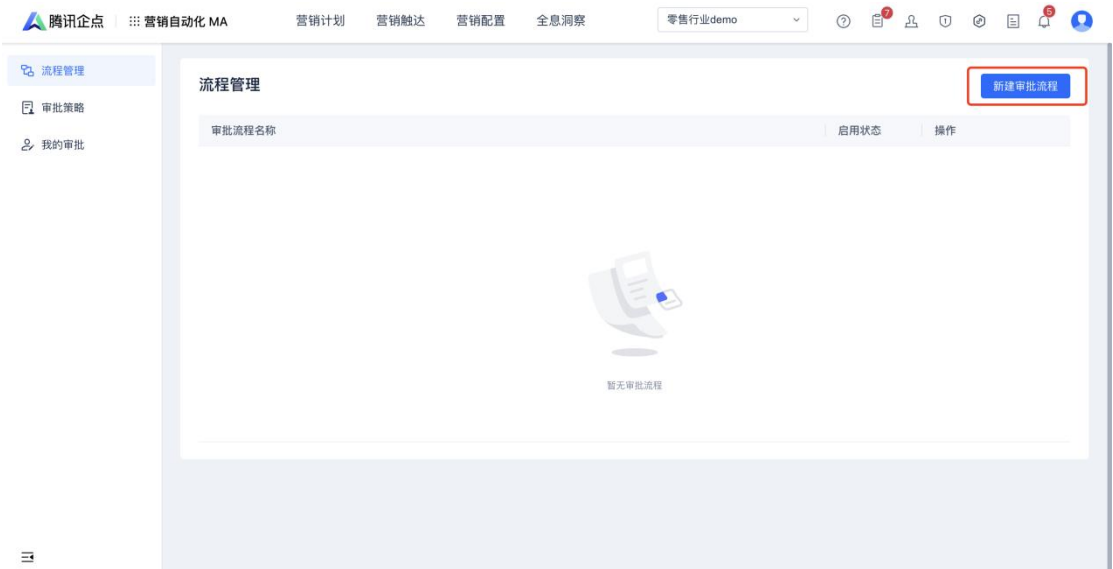 腾讯企点 营销自动化 MA 营销计划 营销触达 营销配置 全息洞察 零售行业demo 7 5
流程管理
审批策略
我的审批
流程管理 新建审批流程
审批流程名称 启用状态 操作
暂无审批流程